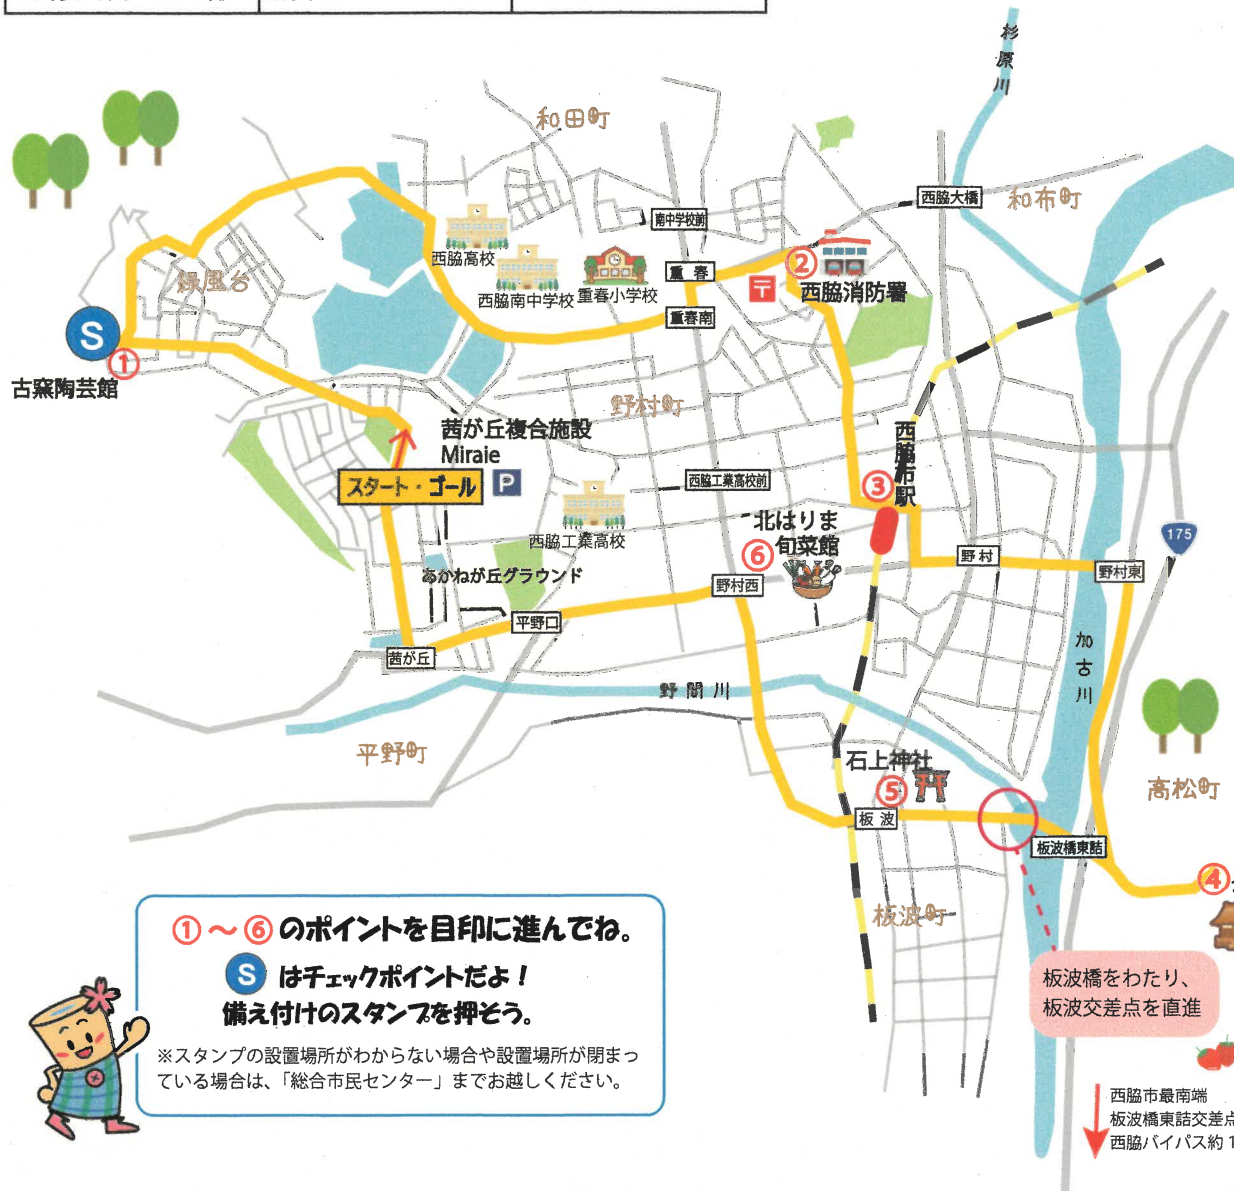 杉原川
和田町
和布町
西脇大橋
南中学校前
西脇高校
西脇南中学校
重春小学校
重春
②
西脇消防署
〒
重春南
緑風台
S
①
古窯陶芸館
野村町
茜が丘複合施設
Miraie
スタート・ゴール
P
西脇工業高校前
西脇市駅
③
西脇工業高校
北はりま
旬菜館
⑥
175
野村
野村東
野村西
あかねが丘グラウンド
平野口
茜が丘
加古川
野間川
平野町
石上神社
⑤
高松町
板波
板波橋東詰
④
板波町
①～⑥のポイントを目印に進んでね。
Sはチェックポイントだよ！
備え付けのスタンプを押そう。
※スタンプの設置場所がわからない場合や設置場所が閉まっ
ている場合は、「総合市民センター」までお越しください。
板波橋をわたり、
板波交差点を直進
西脇市最南端
板波橋東詰交差点
西脇バイパス約1